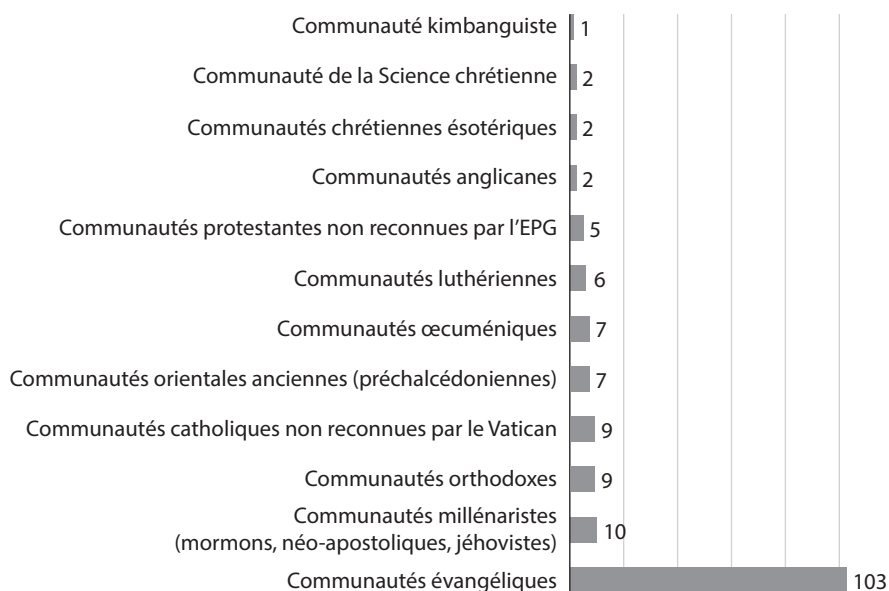 Communauté kimbanguiste 1
Communauté de la Science chrétienne 2
Communautés chrétiennes ésotériques 2
Communautés anglicanes 2
Communautés protestantes non reconnues par l'EPG 5
Communautés luthériennes 6
Communautés œcuméniques 7
Communautés orientales anciennes (préchalcédoniennes) 7
Communautés catholiques non reconnues par le Vatican 9
Communautés orthodoxes 9
Communautés millénaristes
(mormons, néo-apostoliques, jéhovistes) 10
Communautés évangéliques 103